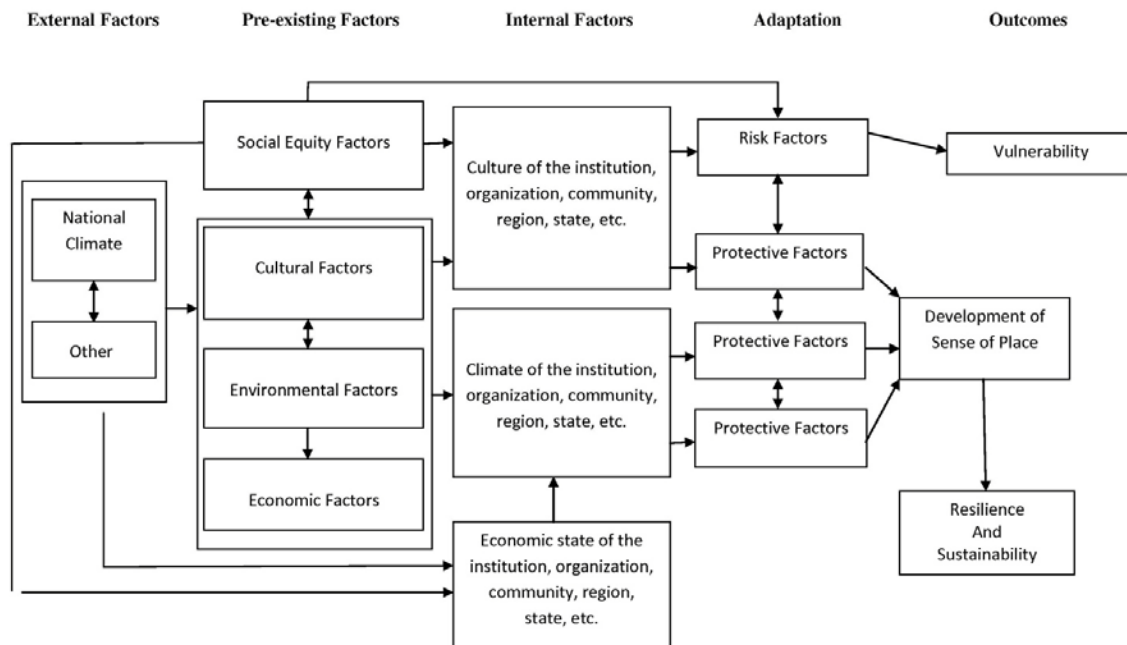 External Factors
Pre-existing Factors
Internal Factors
Adaptation
Outcomes
Social Equity Factors
National
Climate
Other
Cultural Factors
Environmental Factors
Economic Factors
Culture of the institution,
organization, community,
region, state, etc.
Climate of the institution,
organization, community,
region, state, etc.
Economic state of the
institution, organization,
community, region,
state, etc.
Risk Factors
Protective Factors
Protective Factors
Protective Factors
Vulnerability
Development of
Sense of Place
Resilience
And
Sustainability